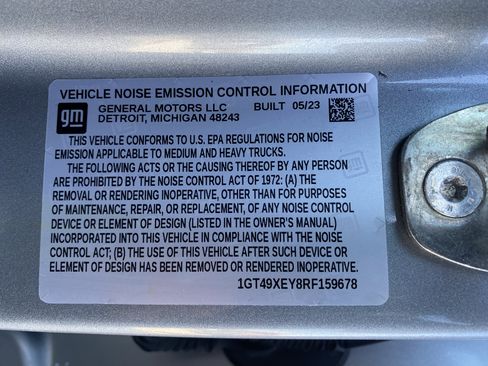 VEHICLE NOISE EMISSION CONTROL INFORMATION
gm
GENERAL MOTORS LLC BUILT 05/23
DETROIT, MICHIGAN 48243
THIS VEHICLE CONFORMS TO U.S. EPA REGULATIONS FOR NOISE
EMISSION APPLICABLE TO MEDIUM AND HEAVY TRUCKS.
THE FOLLOWING ACTS OR THE CAUSING THEREOF BY ANY PERSON
ARE PROHIBITED BY THE NOISE CONTROL ACT OF 1972: (A) THE
REMOVAL OR RENDERING INOPERATIVE, OTHER THAN FOR PURPOSES
OF MAINTENANCE, REPAIR, OR REPLACEMENT, OF ANY NOISE CONTROL
DEVICE OR ELEMENT OF DESIGN (LISTED IN THE OWNER'S MANUAL)
INCORPORATED INTO THIS VEHICLE IN COMPLIANCE WITH THE NOISE
CONTROL ACT; (B) THE USE OF THIS VEHICLE AFTER SUCH DEVICE OR
ELEMENT OF DESIGN HAS BEEN REMOVED OR RENDERED INOPERATIVE.
1GT49XEY8RF159678